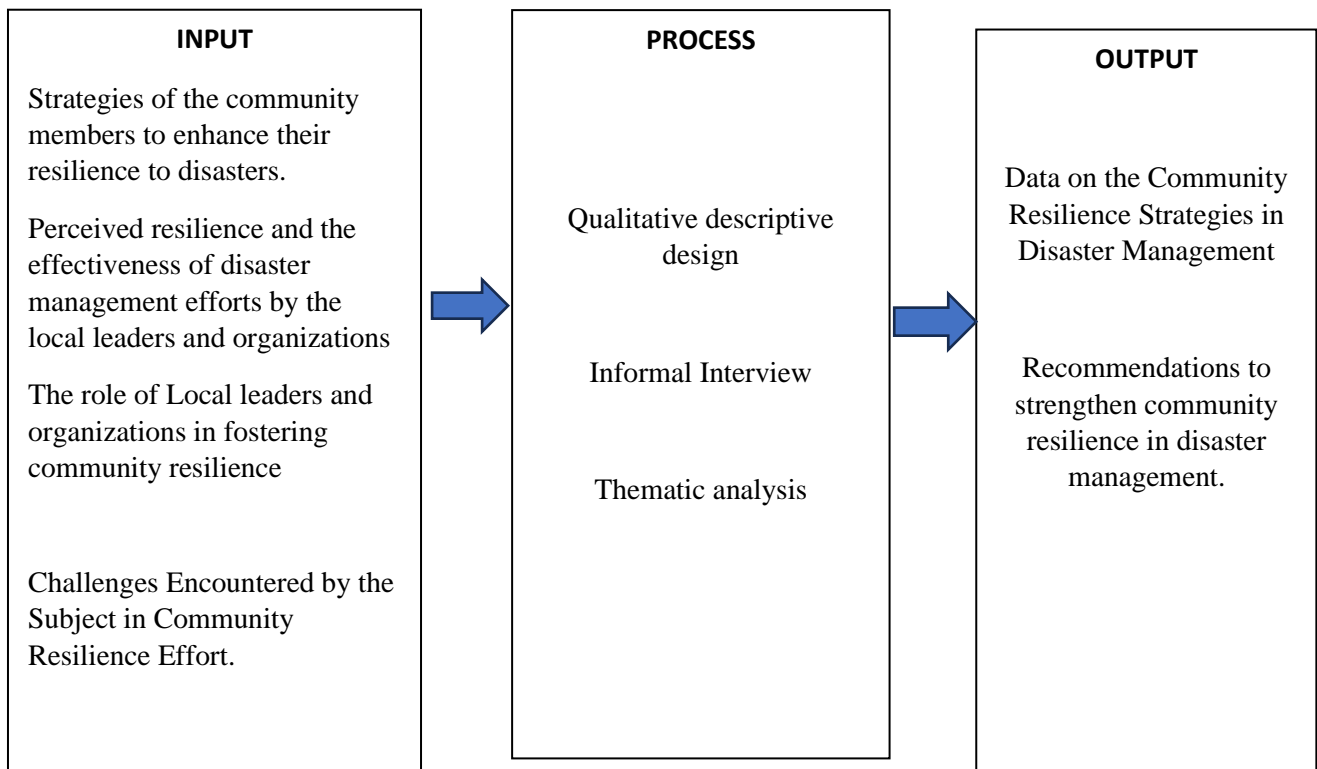 INPUT
Strategies of the community
members to enhance their
resilience to disasters.
Perceived resilience and the
effectiveness of disaster
management efforts by the
local leaders and organizations
The role of Local leaders and
organizations in fostering
community resilience
Challenges Encountered by the
Subject in Community
Resilience Effort.
PROCESS
Qualitative descriptive
design
Informal Interview
Thematic analysis
OUTPUT
Data on the Community
Resilience Strategies in
Disaster Management
Recommendations to
strengthen community
resilience in disaster
management.